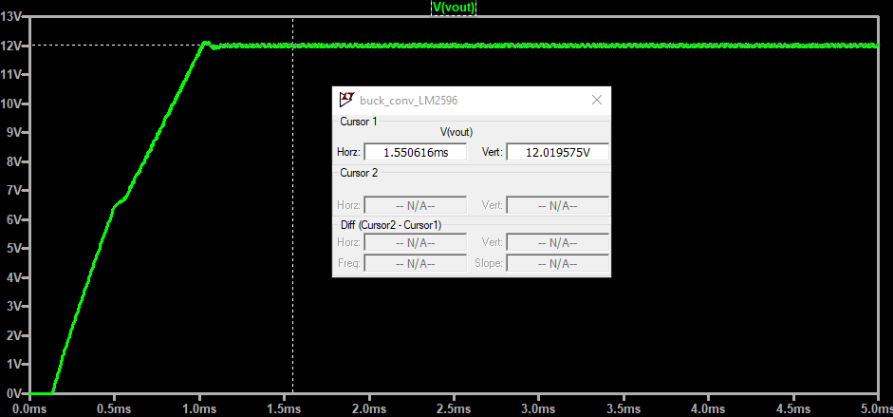 V(vout)
13V
12V
11V
10V
9V
8V
7V
6V
5V
4V
3V
2V
1V
0V
0.0ms 0.5ms 1.0ms 1.5ms 2.0ms 2.5ms 3.0ms 3.5ms 4.0ms 4.5ms 5.0ms
buck_conv_LM2596
Cursor 1
V(vout)
Horz: 1.550616ms Vert: 12.019575V
Cursor 2
Horz: -- N/A-- Vert: -- N/A--
Diff (Cursor2 - Cursor1)
Horz: -- N/A-- Vert: -- N/A--
Freq: -- N/A-- Slope: -- N/A--